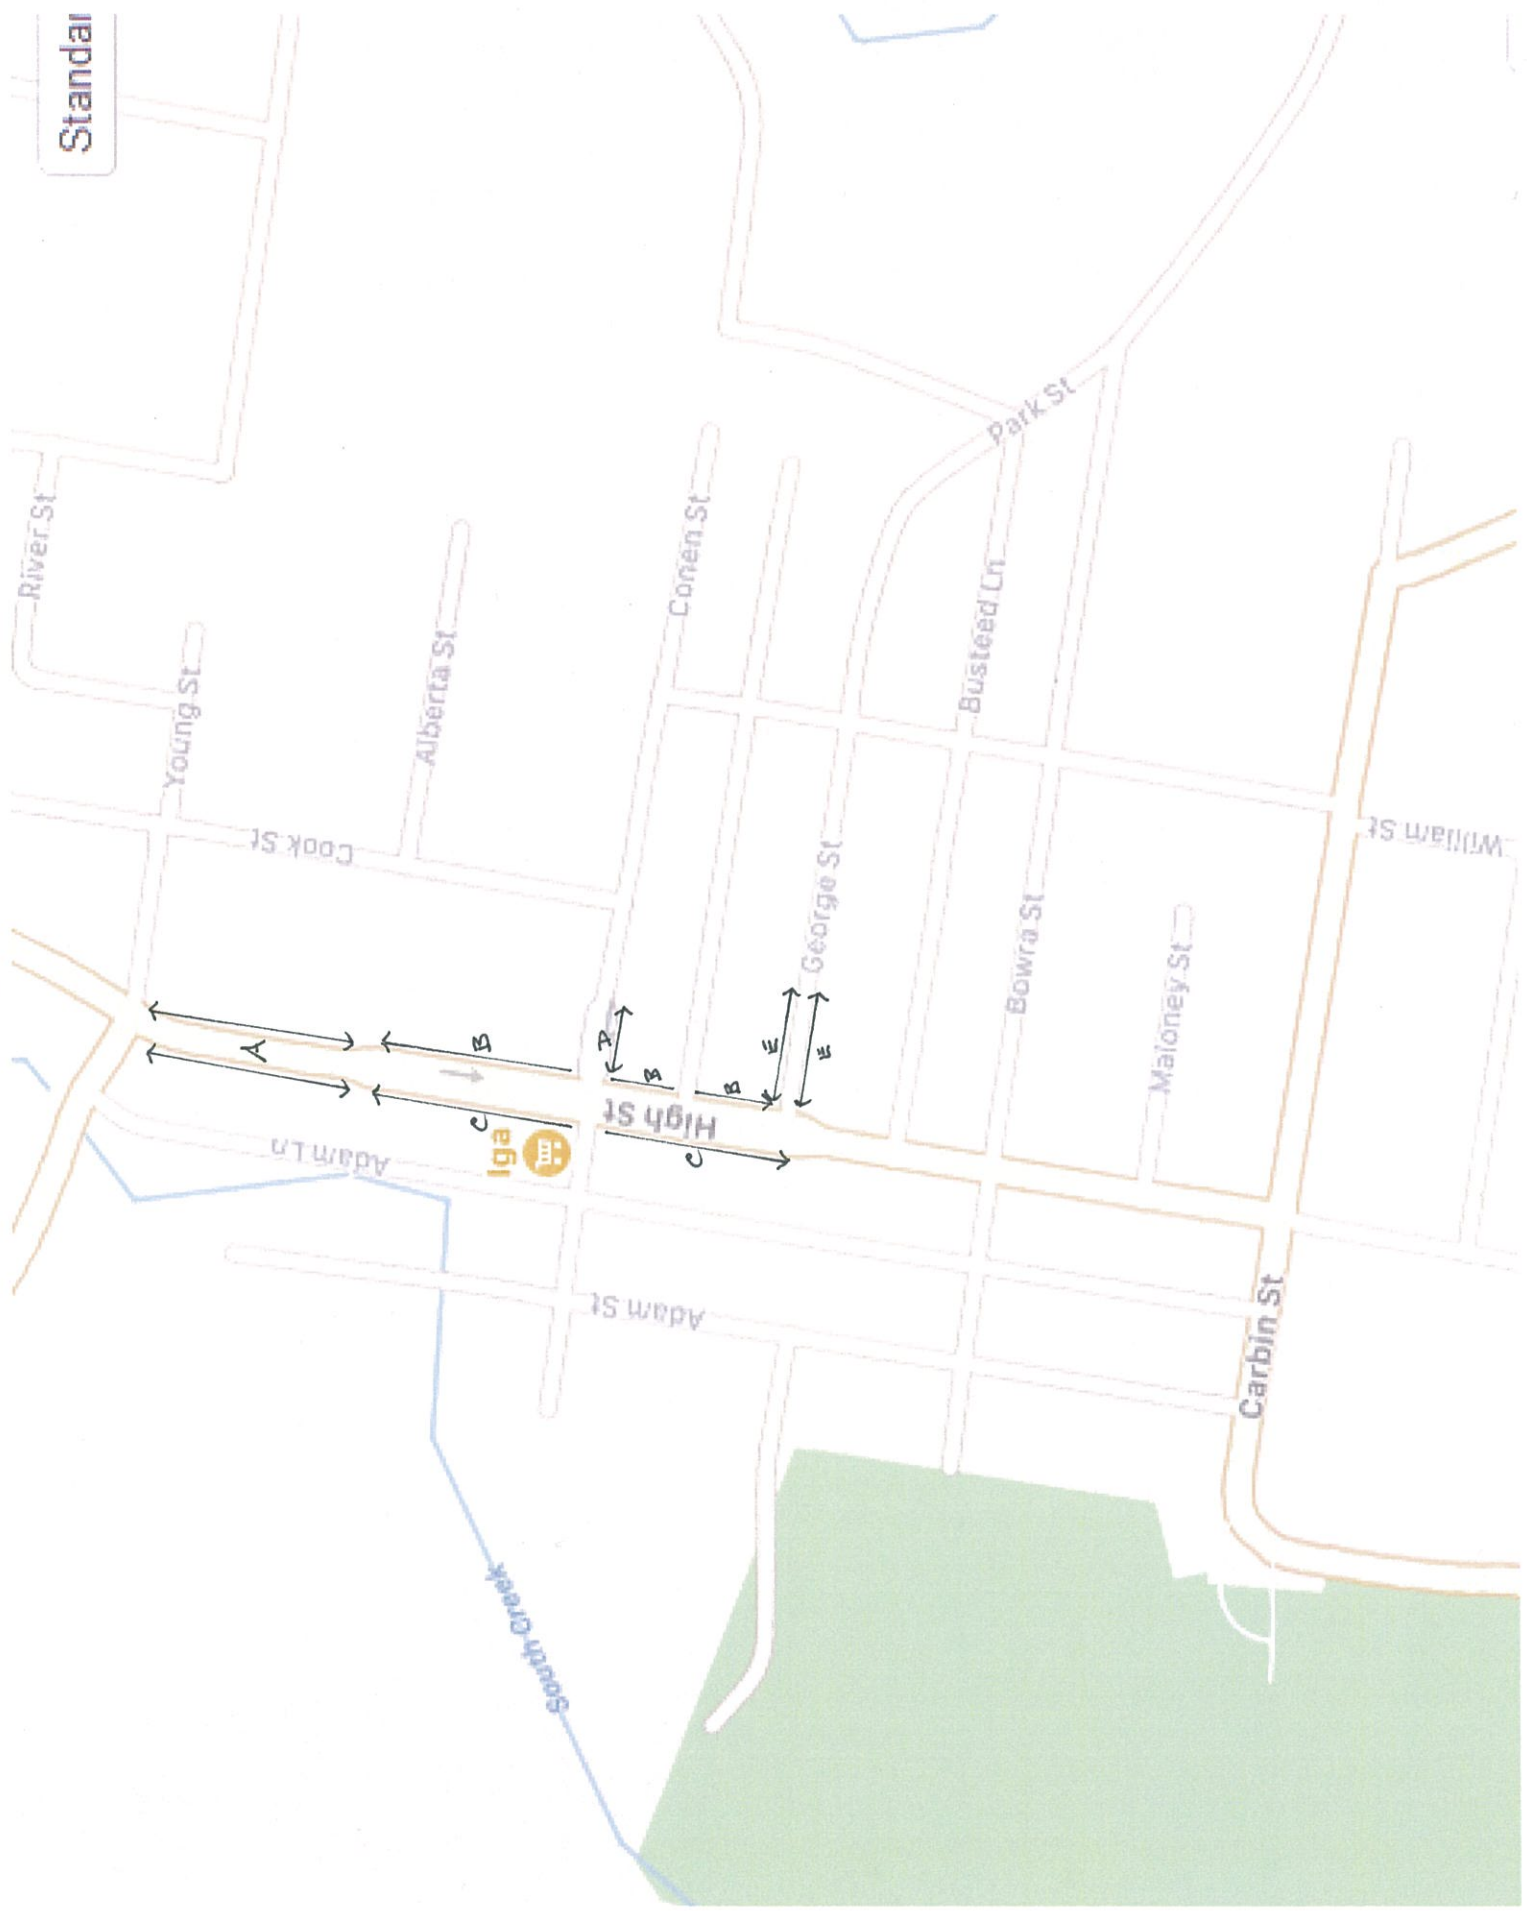 Standar
River St
Young St
Alberta St
Cook St
Conen St
Park St
Busteed Ln
George St
Bowra St
Maloney St
William St
High St
Iga
Adam Ln
Adam St
Carbin St
South Creek
A
B
B
B
C
C
D
E
E